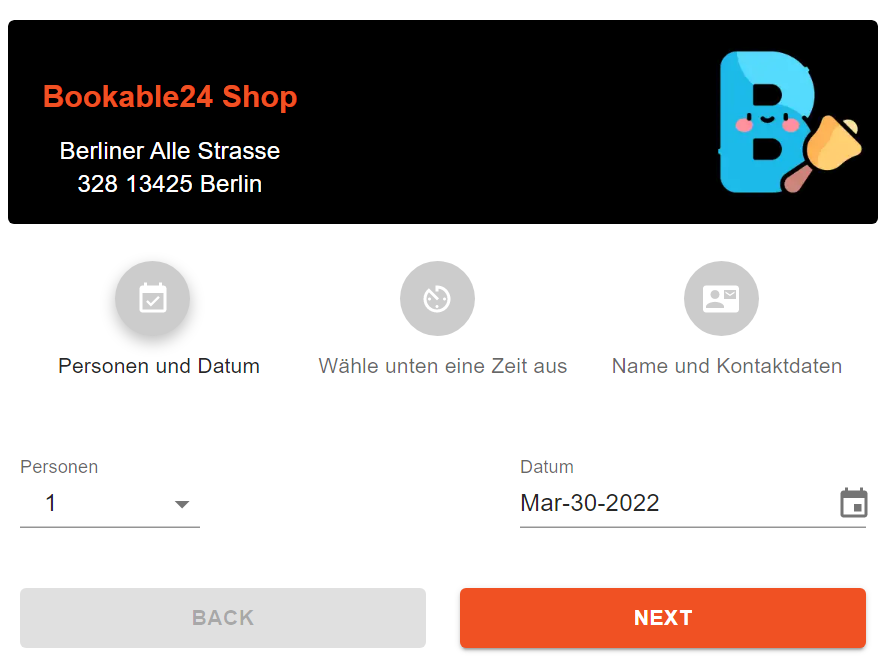 Bookable24 Shop
Berliner Alle Strasse
328 13425 Berlin
B
Personen und Datum
Wähle unten eine Zeit aus
Name und Kontaktdaten
Personen
Datum
1
Mar-30-2022
BACK
NEXT